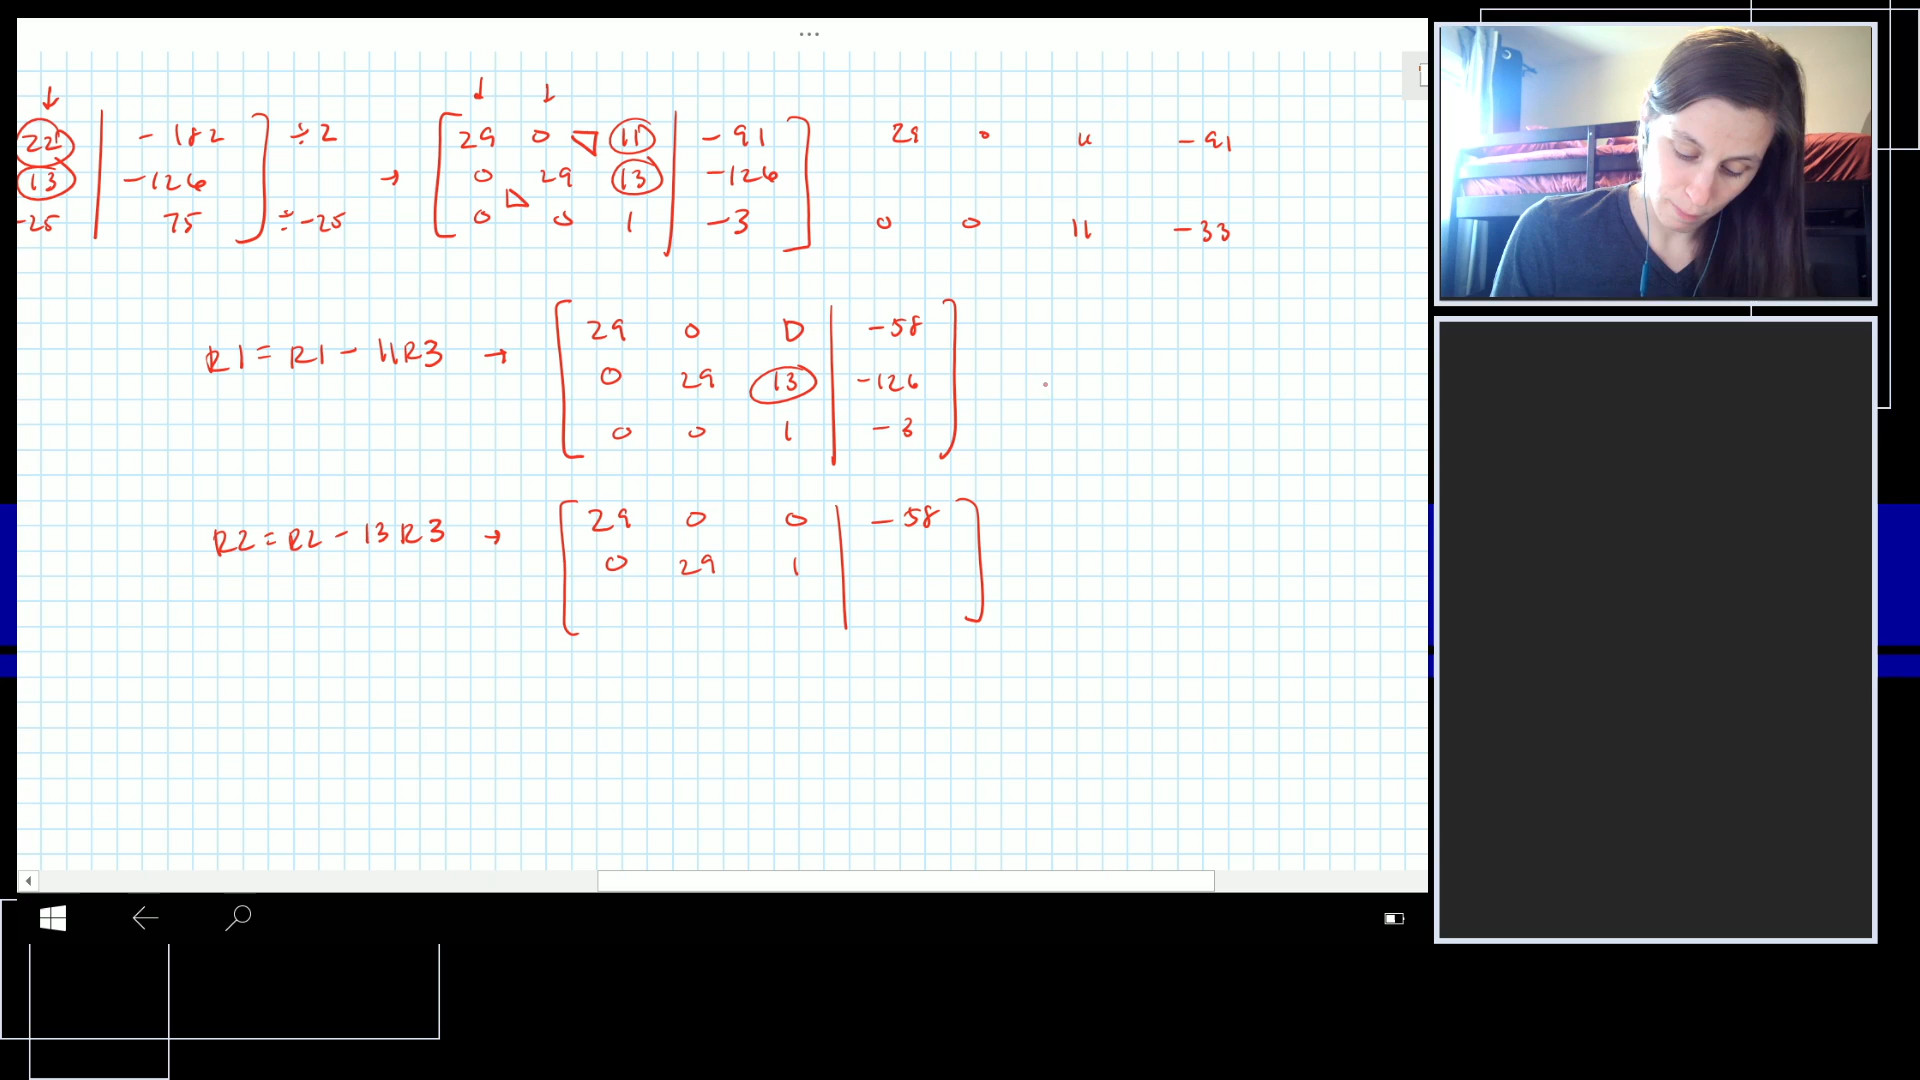 22 | -182 ] ÷2
13 | -126
-25 | 75 ] ÷-25
→ [ 29 0 11 | -91 ]
0 29 13 | -126
0 0 1 | -3
29 0 11 -91
0 0 11 -33
R1 = R1 - 11R3 → [ 29 0 0 | -58 ]
0 29 13 | -126
0 0 1 | -3
R2 = R2 - 13R3 → [ 29 0 0 | -58 ]
0 29 1 |